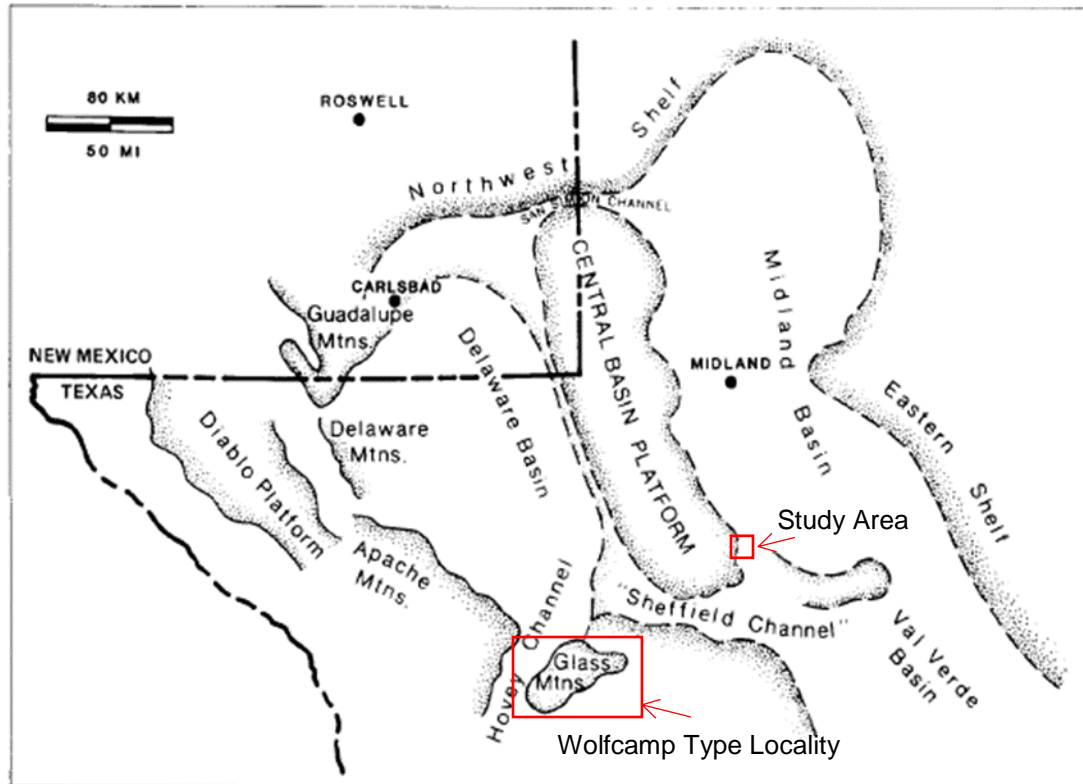 80 KM
50 MI
ROSWELL
Northwest
Shelf
SAN SIMON CHANNEL
CARLSBAD
Guadalupe
Mtns.
NEW MEXICO
TEXAS
Delaware
Mtns.
Diablo Platform
Apache
Mtns.
Delaware Basin
CENTRAL BASIN PLATFORM
MIDLAND
Midland
Basin
Eastern
Shelf
Study Area
"Sheffield Channel"
Val Verde
Basin
Hovey Channel
Glass
Mtns.
Wolfcamp Type Locality